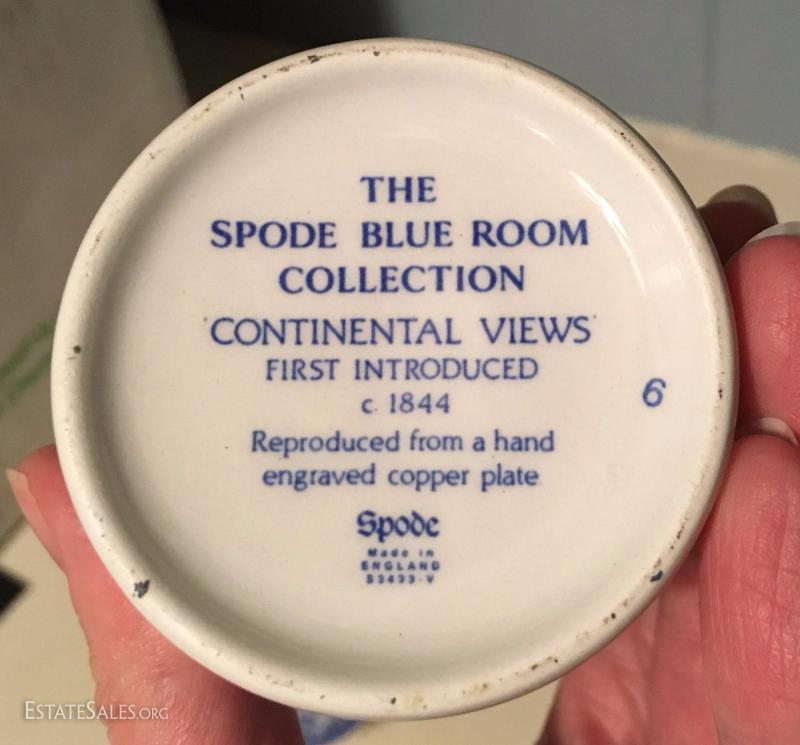 THE
SPODE BLUE ROOM
COLLECTION
'CONTINENTAL VIEWS'
FIRST INTRODUCED
c. 1844
6
Reproduced from a hand
engraved copper plate.
Spode
Made in
ENGLAND
S3433-V
ESTATESALES.ORG